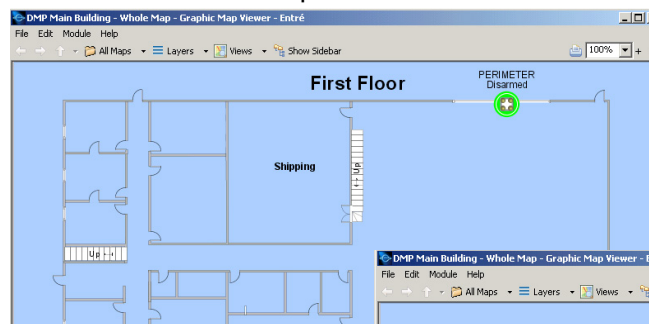 DMP Main Building - Whole Map - Graphic Map Viewer - Entré
File Edit Module Help
All Maps Layers Views Show Sidebar 100%
First Floor
PERIMETER
Disarmed
Shipping
Up
Up
DMP Main Building - Whole Map - Graphic Map Viewer - E
File Edit Module Help
All Maps Layers Views